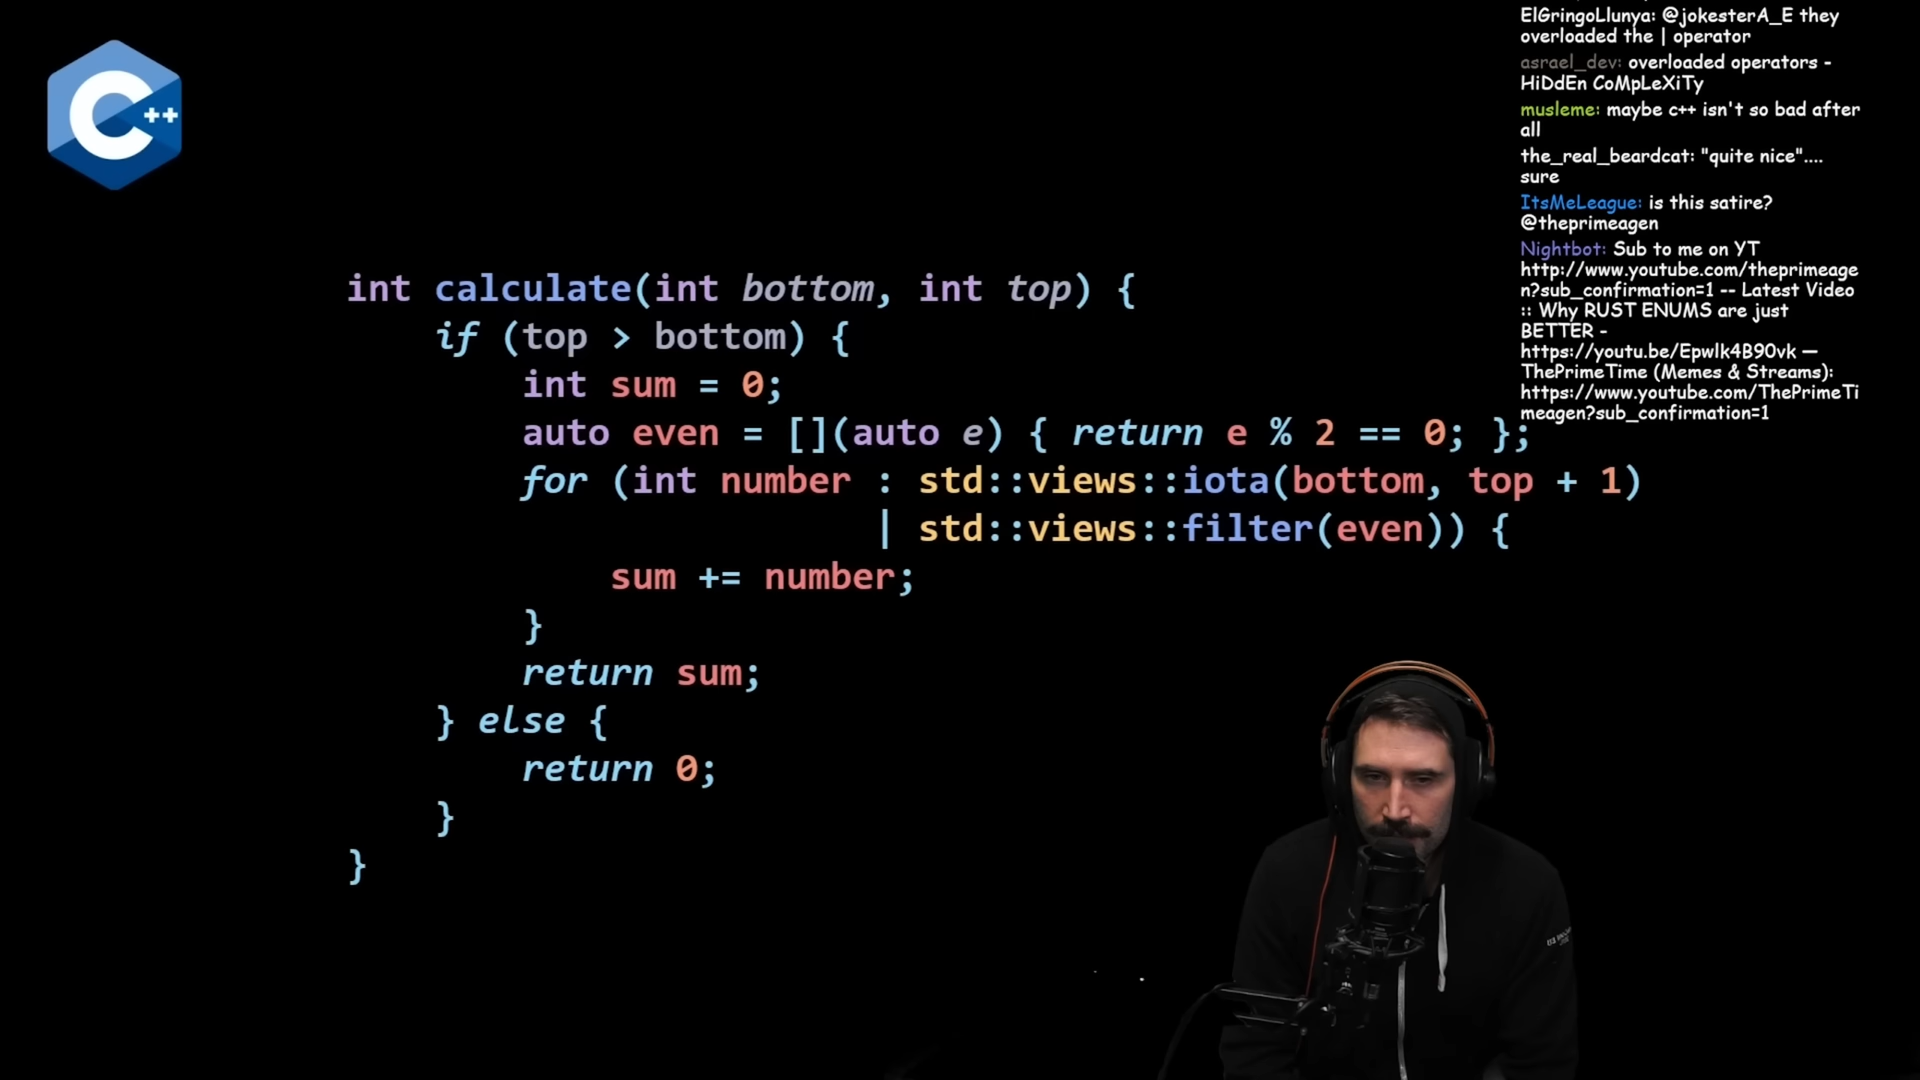 C++
ElGringoLlunya: @jokesterA_E they
overloaded the | operator
asrael_dev: overloaded operators -
HiDdEn CoMpLeXiTy
musleme: maybe c++ isn't so bad after
all
the_real_beardcat: "quite nice"....
sure
ItsMeLeague: is this satire?
@theprimeagen
Nightbot: Sub to me on YT
http://www.youtube.com/theprimeage
n?sub_confirmation=1 -- Latest Video
:: Why RUST ENUMS are just
BETTER -
https://youtu.be/Epwlk4B90vk —
ThePrimeTime (Memes & Streams):
https://www.youtube.com/ThePrimeTi
meagen?sub_confirmation=1
int calculate(int bottom, int top) {
    if (top > bottom) {
        int sum = 0;
        auto even = [](auto e) { return e % 2 == 0; };
        for (int number : std::views::iota(bottom, top + 1)
                        | std::views::filter(even)) {
            sum += number;
        }
        return sum;
    } else {
        return 0;
    }
}